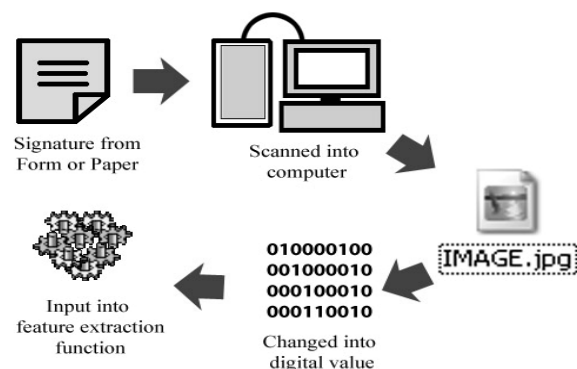 Signature from
Form or Paper
Scanned into
computer
IMAGE.jpg
010000100
001000010
000100010
000110010
Changed into
digital value
Input into
feature extraction
function